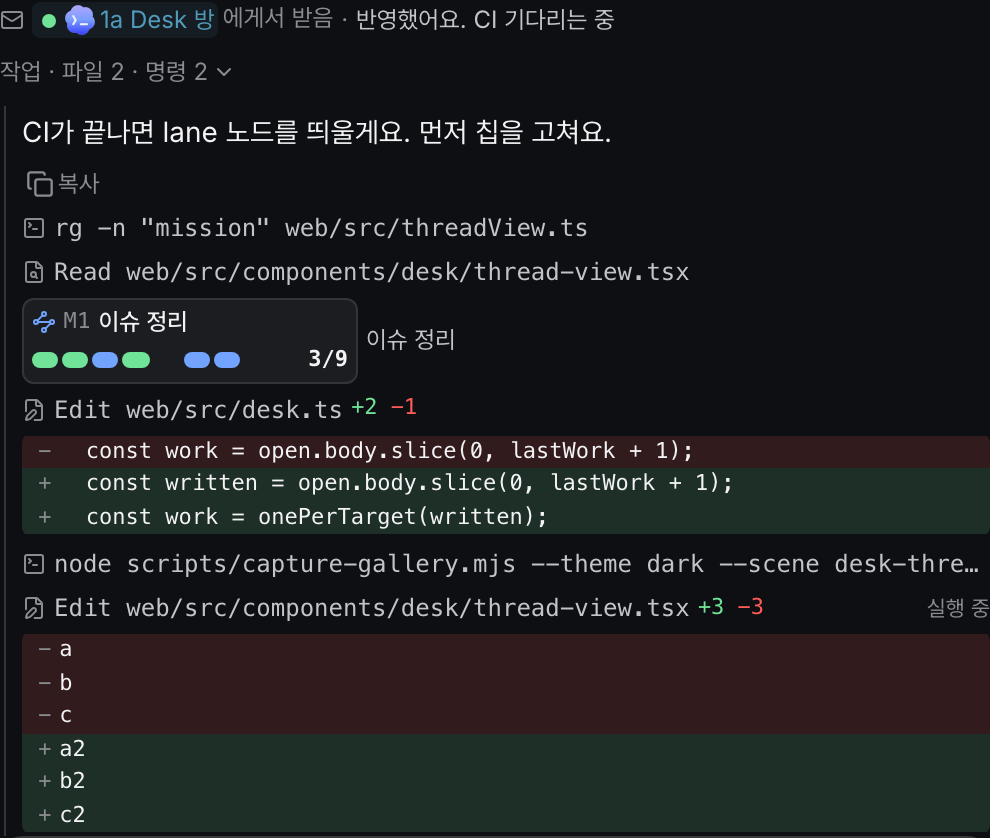 1a Desk 방 에게서 받음 · 반영했어요. CI 기다리는 중
작업 · 파일 2 · 명령 2
CI가 끝나면 lane 노드를 띄울게요. 먼저 칩을 고쳐요.
복사
rg -n "mission" web/src/threadView.ts
Read web/src/components/desk/thread-view.tsx
M1 이슈 정리
3/9
이슈 정리
Edit web/src/desk.ts +2 −1
− const work = open.body.slice(0, lastWork + 1);
+ const written = open.body.slice(0, lastWork + 1);
+ const work = onePerTarget(written);
node scripts/capture-gallery.mjs --theme dark --scene desk-thre…
Edit web/src/components/desk/thread-view.tsx +3 −3 실행 중
− a
− b
− c
+ a2
+ b2
+ c2